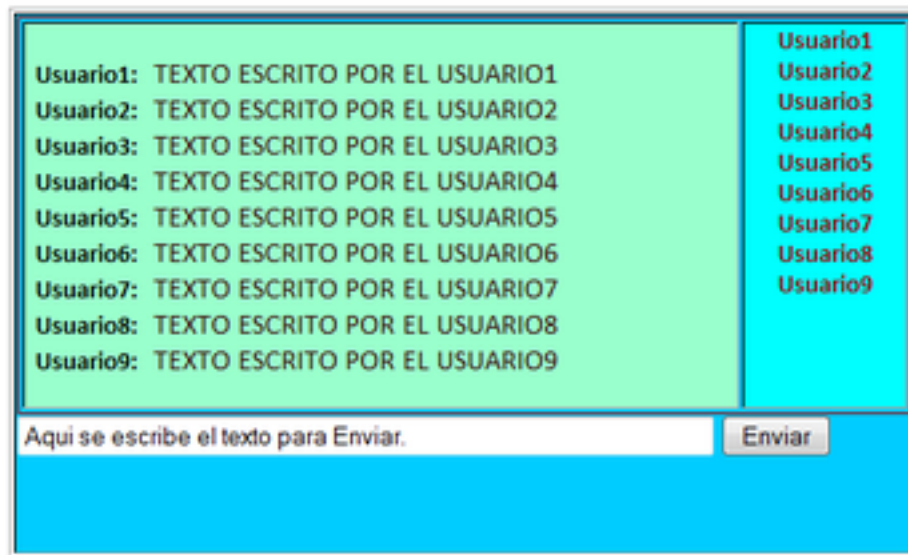 Usuario1: TEXTO ESCRITO POR EL USUARIO1
Usuario2: TEXTO ESCRITO POR EL USUARIO2
Usuario3: TEXTO ESCRITO POR EL USUARIO3
Usuario4: TEXTO ESCRITO POR EL USUARIO4
Usuario5: TEXTO ESCRITO POR EL USUARIO5
Usuario6: TEXTO ESCRITO POR EL USUARIO6
Usuario7: TEXTO ESCRITO POR EL USUARIO7
Usuario8: TEXTO ESCRITO POR EL USUARIO8
Usuario9: TEXTO ESCRITO POR EL USUARIO9
Usuario1
Usuario2
Usuario3
Usuario4
Usuario5
Usuario6
Usuario7
Usuario8
Usuario9
Aqui se escribe el texto para Enviar.
Enviar